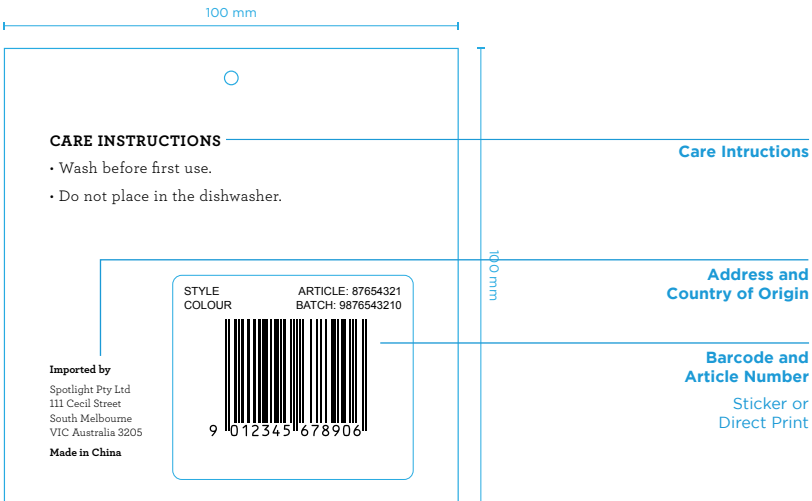 100 mm
CARE INSTRUCTIONS
• Wash before first use.
• Do not place in the dishwasher.
Care Intructions
100 mm
Address and
Country of Origin
STYLE ARTICLE: 87654321
COLOUR BATCH: 9876543210
9 012345 678906
Barcode and
Article Number
Sticker or
Direct Print
Imported by
Spotlight Pty Ltd
111 Cecil Street
South Melbourne
VIC Australia 3205
Made in China